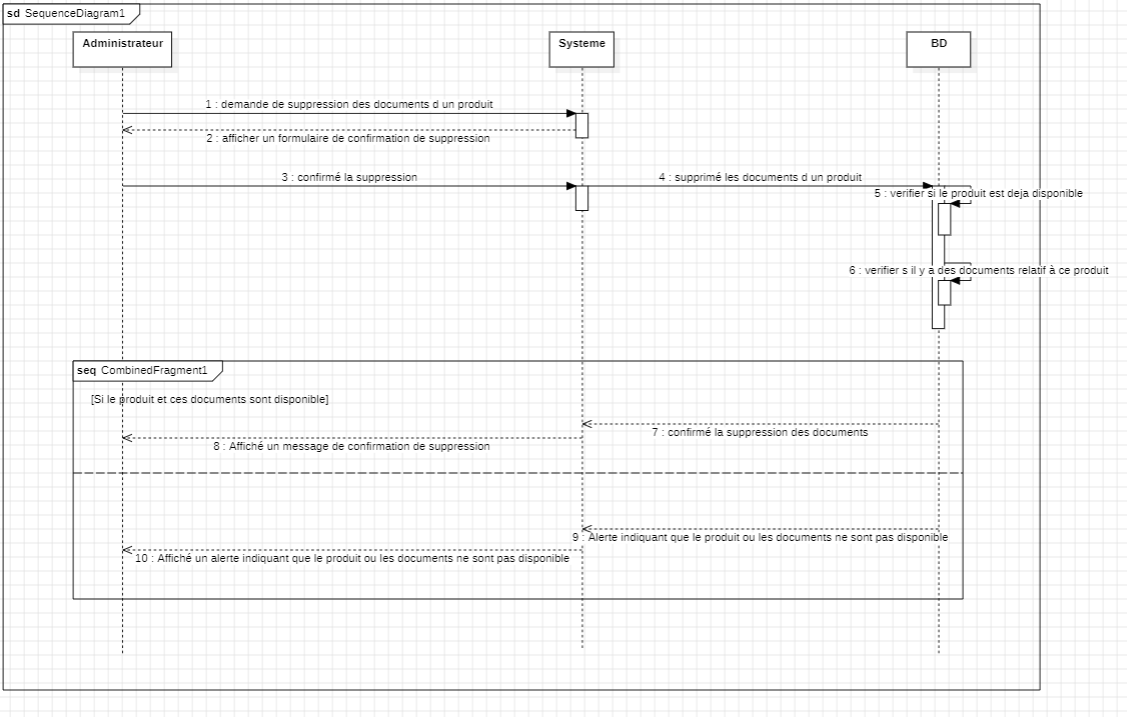 sd SequenceDiagram1
Administrateur
Systeme
BD
1 : demande de suppression des documents d un produit
2 : afficher un formulaire de confirmation de suppression
3 : confirmé la suppression
4 : supprimé les documents d un produit
5 : verifier si le produit est deja disponible
6 : verifier s il y a des documents relatif à ce produit
seq CombinedFragment1
[Si le produit et ces documents sont disponible]
7 : confirmé la suppression des documents
8 : Affiché un message de confirmation de suppression
9 : Alerte indiquant que le produit ou les documents ne sont pas disponible
10 : Affiché un alerte indiquant que le produit ou les documents ne sont pas disponible